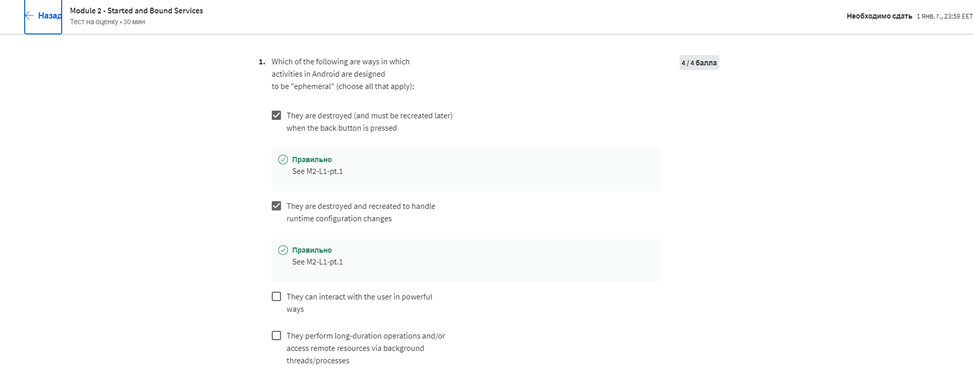 Назад
Module 2 - Started and Bound Services
Тест на оценку • 30 мин
Необходимо сдать 1 янв. г., 23:59 EET
1. Which of the following are ways in which
activities in Android are designed
to be "ephemeral" (choose all that apply):
4 / 4 балла
They are destroyed (and must be recreated later)
when the back button is pressed
Правильно
See M2-L1-pt.1
They are destroyed and recreated to handle
runtime configuration changes
Правильно
See M2-L1-pt.1
They can interact with the user in powerful
ways
They perform long-duration operations and/or
access remote resources via background
threads/processes